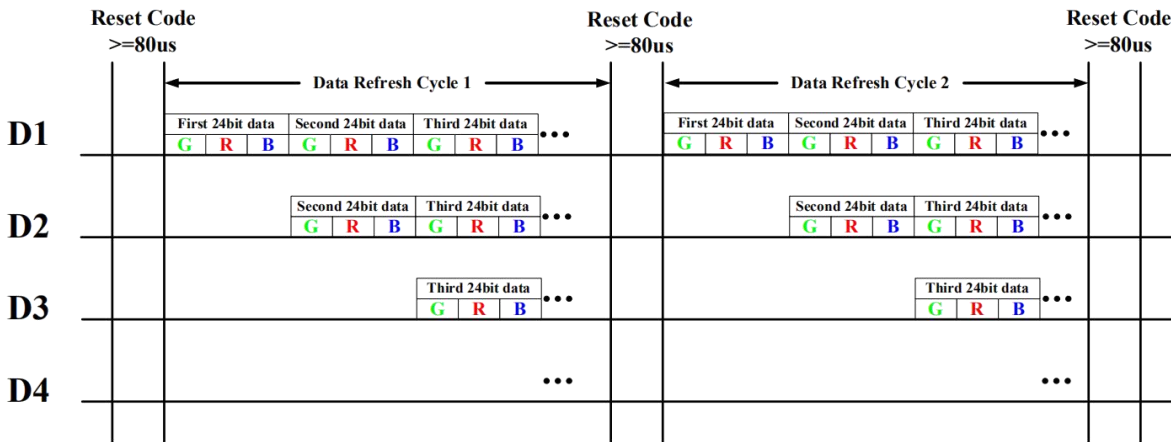 Reset Code
>=80us
Reset Code
>=80us
Reset Code
>=80us
Data Refresh Cycle 1
Data Refresh Cycle 2
D1
First 24bit data Second 24bit data Third 24bit data ...
G R B G R B G R B
First 24bit data Second 24bit data Third 24bit data ...
G R B G R B G R B
D2
Second 24bit data Third 24bit data ...
G R B G R B
Second 24bit data Third 24bit data ...
G R B G R B
D3
Third 24bit data ...
G R B
Third 24bit data ...
G R B
D4
...
...